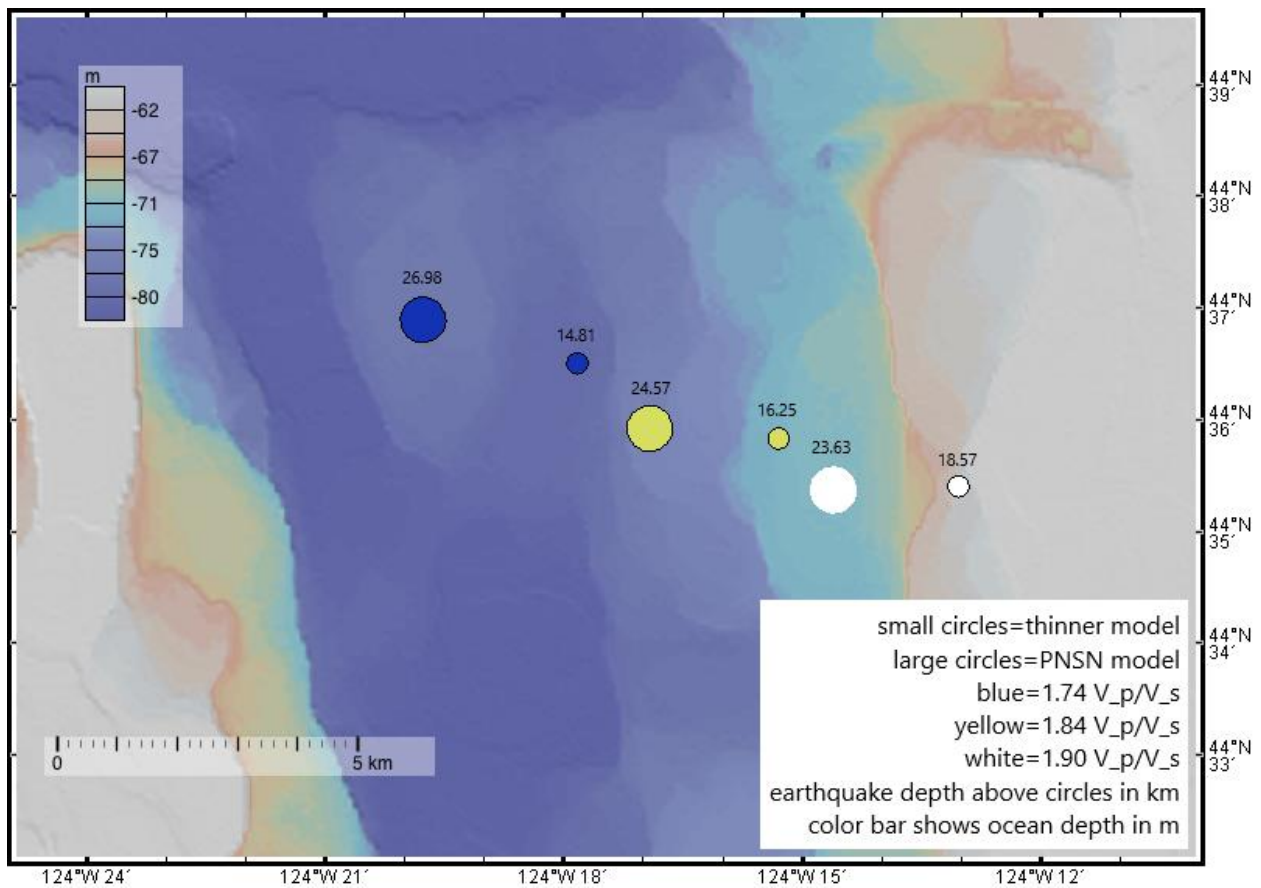 m
-62
-67
-71
-75
-80
44°N
39´
44°N
38´
26.98
44°N
37´
14.81
24.57
16.25
44°N
36´
23.63
18.57
44°N
35´
small circles=thinner model
large circles=PNSN model
blue=1.74 V_p/V_s
yellow=1.84 V_p/V_s
white=1.90 V_p/V_s
earthquake depth above circles in km
color bar shows ocean depth in m
44°N
34´
44°N
33´
0 5 km
124°W 24´ 124°W 21´ 124°W 18´ 124°W 15´ 124°W 12´